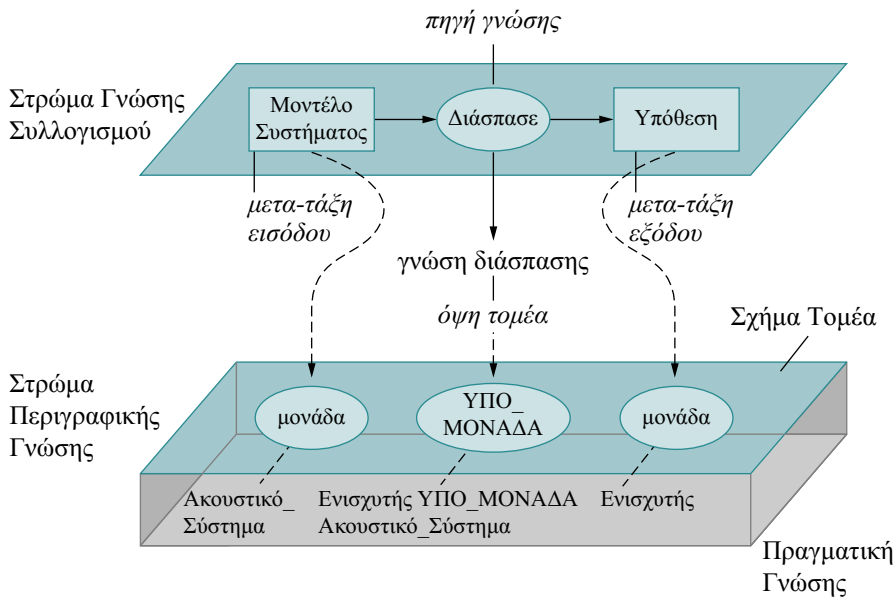 πηγή γνώσης
Στρώμα Γνώσης
Συλλογισμού
Μοντέλο
Συστήματος
Διάσπασε
Υπόθεση
μετα-τάξη
εισόδου
μετα-τάξη
εξόδου
γνώση διάσπασης
όψη τομέα
Σχήμα Τομέα
Στρώμα
Περιγραφικής
Γνώσης
μονάδα
ΥΠΟ_
ΜΟΝΑΔΑ
μονάδα
Ακουστικό_
Σύστημα
Ενισχυτής ΥΠΟ_ΜΟΝΑΔΑ
Ακουστικό_Σύστημα
Ενισχυτής
Πραγματική
Γνώσης